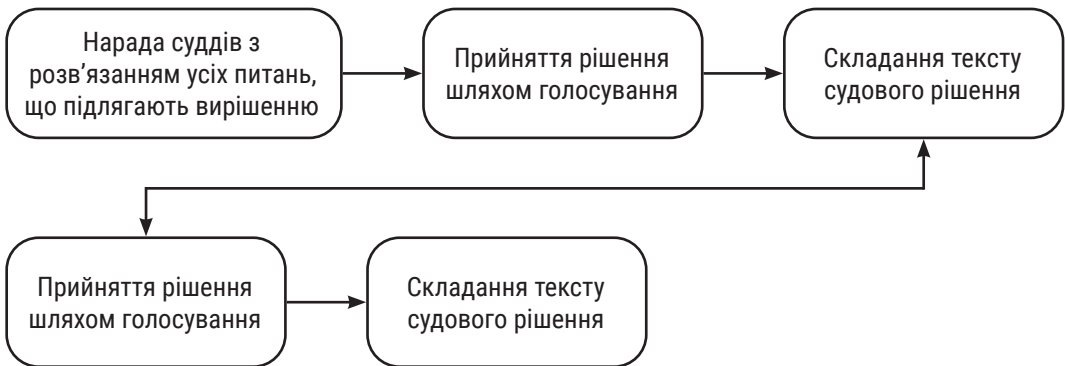 Нарада суддів з
розв’язанням усіх питань,
що підлягають вирішенню
Прийняття рішення
шляхом голосування
Складання тексту
судового рішення
Прийняття рішення
шляхом голосування
Складання тексту
судового рішення